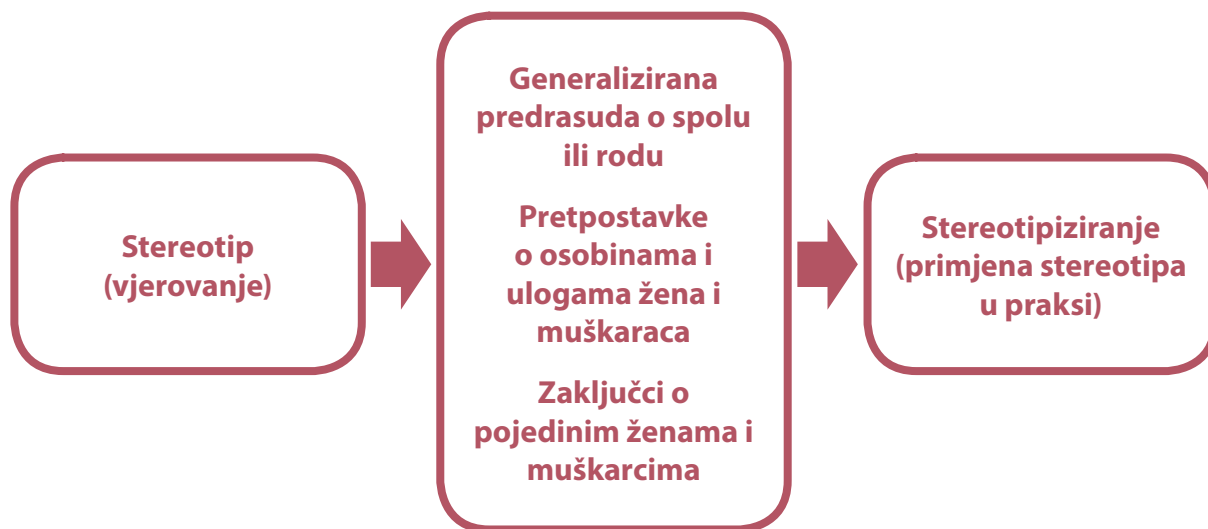 Stereotip
(vjerovanje)
Generalizirana
predrasuda o spolu
ili rodu
Pretpostavke
o osobinama i
ulogama žena i
muškaraca
Zaključci o
pojedinim ženama i
muškarcima
Stereotipiziranje
(primjena stereotipa
u praksi)